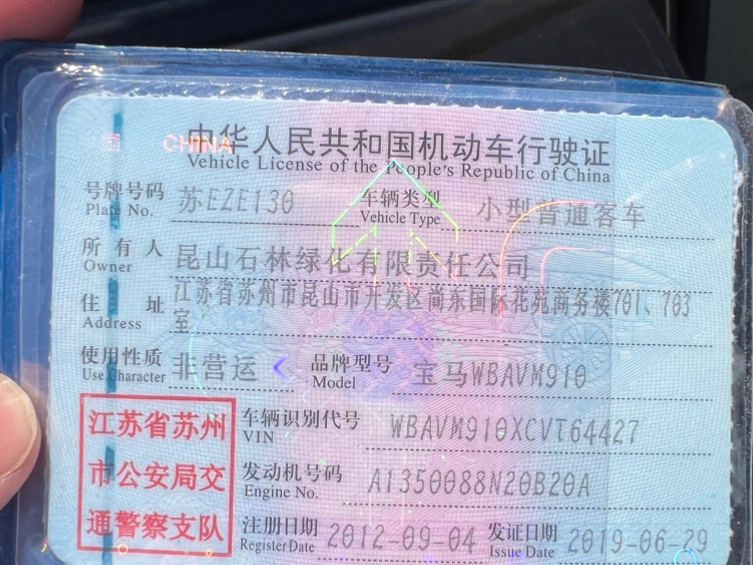 中华人民共和国机动车行驶证
Vehicle License of the People's Republic of China
号牌号码 苏EZE130 车辆类型 小型普通客车
Plate No. Vehicle Type
所有人 昆山石林绿化有限责任公司
Owner
住址 江苏省苏州市昆山市开发区尚东国际花苑商务楼701、703
Address 室
使用性质 非营运 品牌型号 宝马WBAVM910
Use Character Model
江苏省苏州 车辆识别代号 WBAVM910XCVT64427
VIN
市公安局交 发动机号码 A1350088N20B20A
Engine No.
通警察支队 注册日期 2012-09-04 发证日期 2019-06-29
Register Date Issue Date